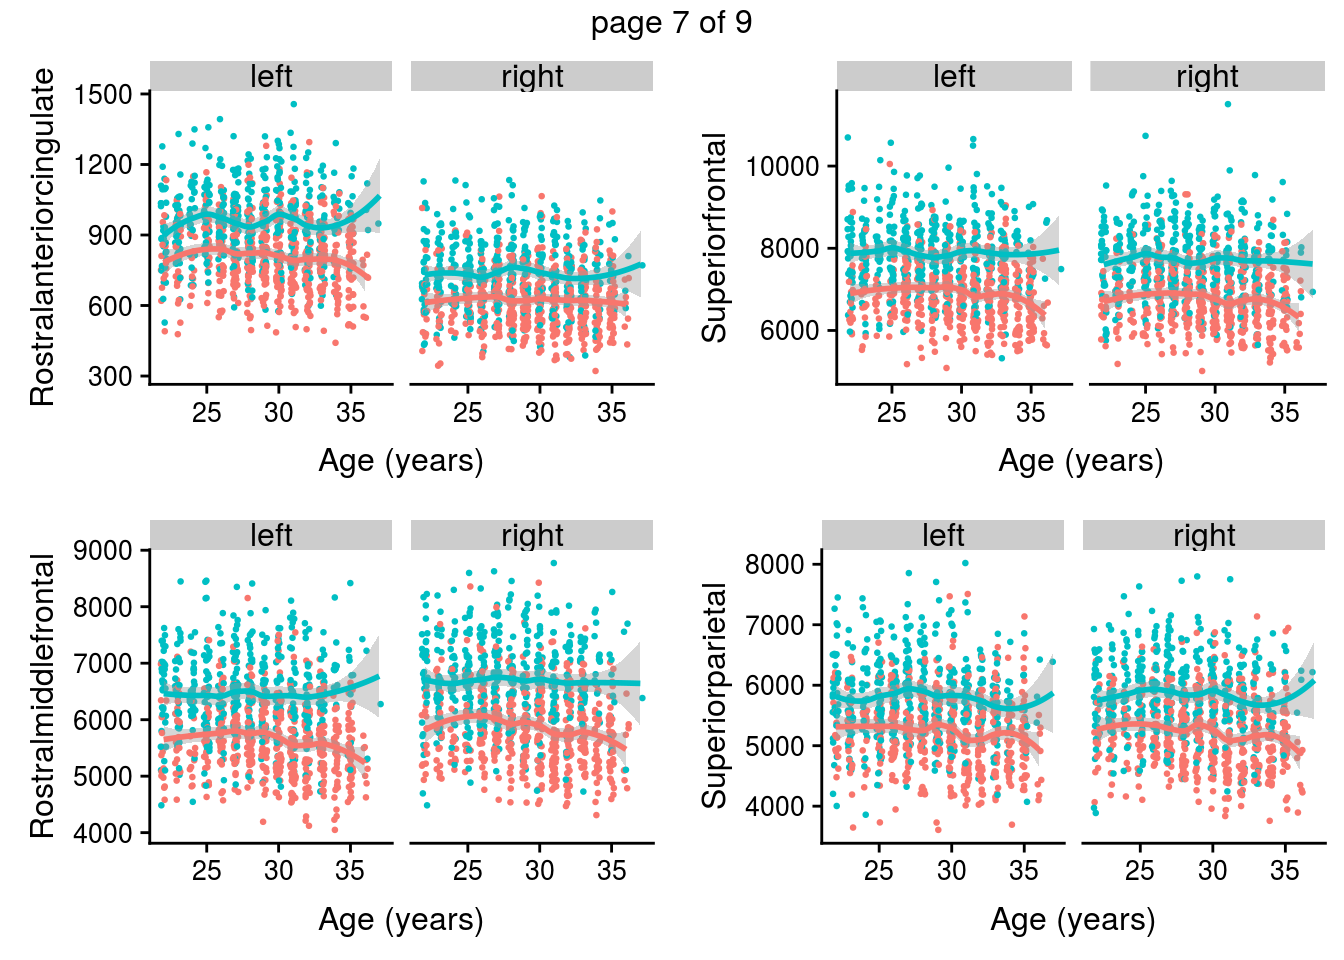 page 7 of 9
left right
Rostralanteriorcingulate
1500
1200
900
600
300
25 30 35 25 30 35
Age (years)
left right
Superiorfrontal
10000
8000
6000
25 30 35 25 30 35
Age (years)
left right
Rostralmiddlefrontal
9000
8000
7000
6000
5000
4000
25 30 35 25 30 35
Age (years)
left right
Superiorparietal
8000
7000
6000
5000
4000
25 30 35 25 30 35
Age (years)